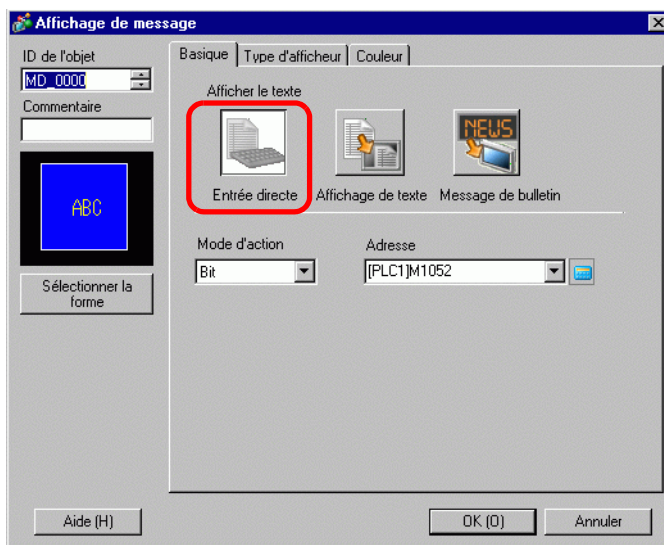 Affichage de message
ID de l'objet
MD_0000
Commentaire
ABC
Sélectionner la
forme
Basique
Type d'afficheur
Couleur
Afficher le texte
NEWS
Entrée directe
Affichage de texte
Message de bulletin
Mode d'action
Adresse
Bit
[PLC1]M1052
Aide (H)
OK (O)
Annuler